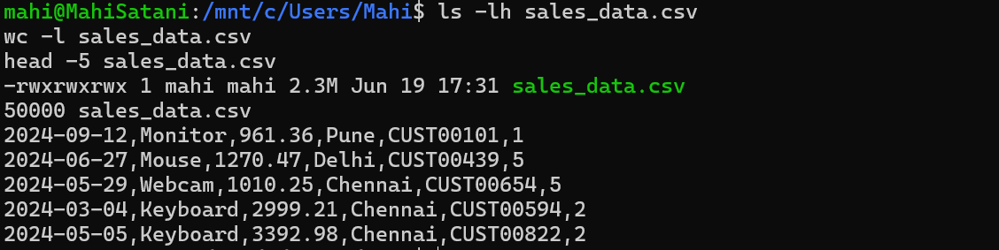 mahi@MahiSatani:/mnt/c/Users/Mahi$ ls -lh sales_data.csv
wc -l sales_data.csv
head -5 sales_data.csv
-rwxrwxrwx 1 mahi mahi 2.3M Jun 19 17:31 sales_data.csv
50000 sales_data.csv
2024-09-12,Monitor,961.36,Pune,CUST00101,1
2024-06-27,Mouse,1270.47,Delhi,CUST00439,5
2024-05-29,Webcam,1010.25,Chennai,CUST00654,5
2024-03-04,Keyboard,2999.21,Chennai,CUST00594,2
2024-05-05,Keyboard,3392.98,Chennai,CUST00822,2